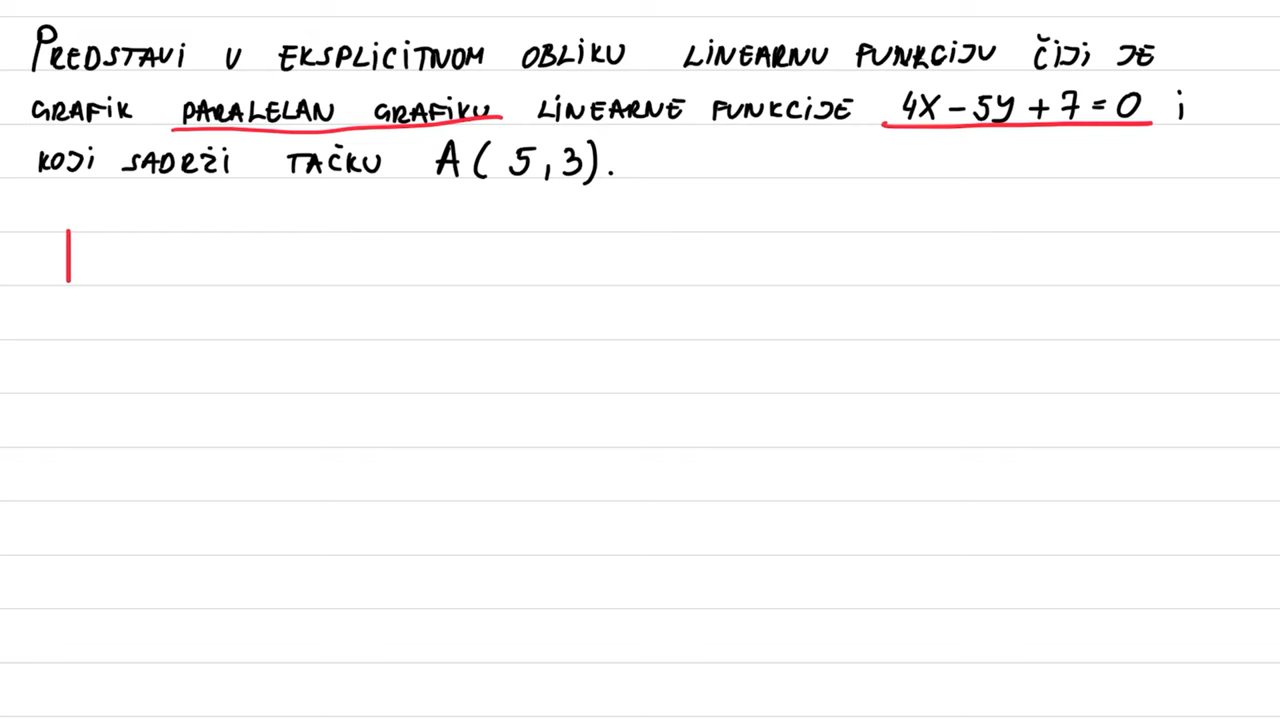 PREDSTAVI U EKSPLICITNOM OBLIKU LINEARNU FUNKCIJU ČIJI JE
GRAFIK PARALELAN GRAFIKU LINEARNE FUNKCIJE 4X - 5Y + 7 = 0 i
KOJI SADRŽI TAČKU A ( 5, 3 ).